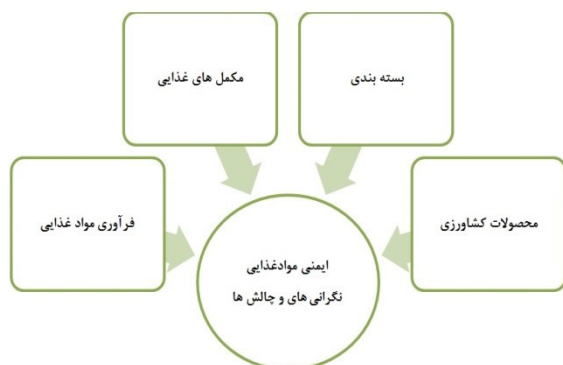 بسته بندی
مکمل های غذایی
محصولات کشاورزی
فرآوری مواد غذایی
ایمنی موادغذایی
نگرانی های و چالش ها